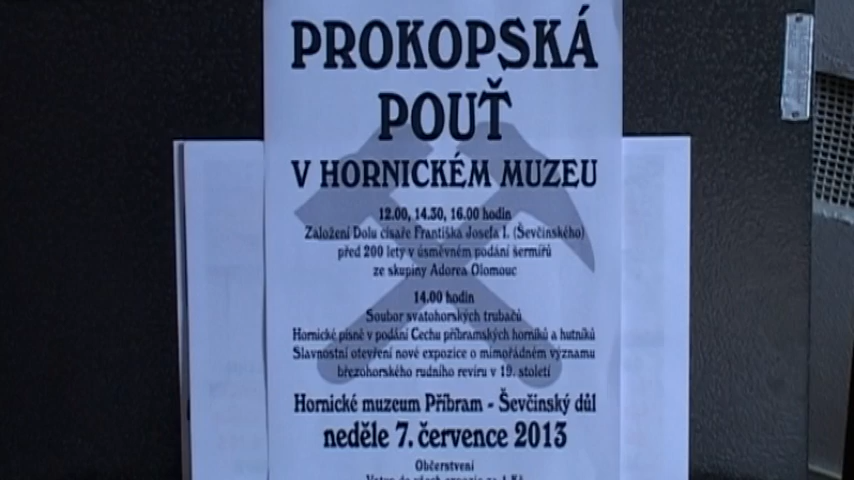 PROKOPSKÁ
POUŤ
V HORNICKÉM MUZEU
12.00, 14.30, 16.00 hodin
Založení Dolu císaře Františka Josefa I. (Ševčinského)
před 200 lety v úsměvném podání šermířů
ze skupiny Adorea Olomouc
14.00 hodin
Soubor svatohorských trubačů
Hornické písně v podání Cechu příbramských horníků a hutníků
Slavnostní otevření nové expozice o mimořádném významu
březohorského rudního revíru v 19. století
Hornické muzeum Příbram - Ševčinský důl
neděle 7. července 2013
Občerstvení